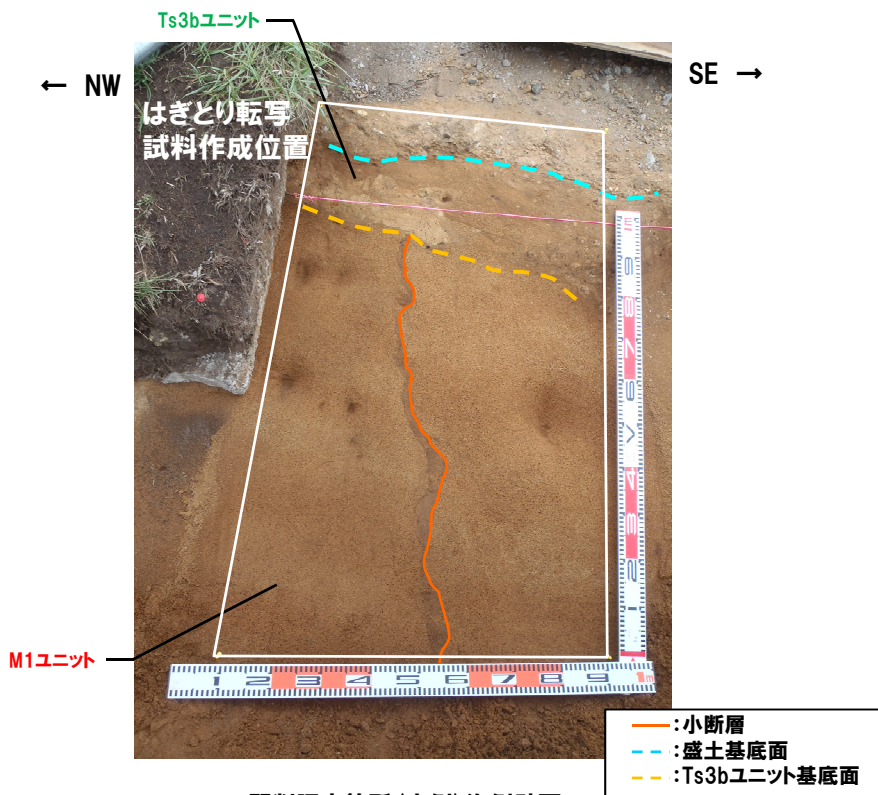 Ts3bユニット
← NW
SE →
はぎとり転写
試料作成位置
M1ユニット
1 2 3 4 5 6 7 8 9 1m
:小断層
:盛土基底面
:Ts3bユニット基底面